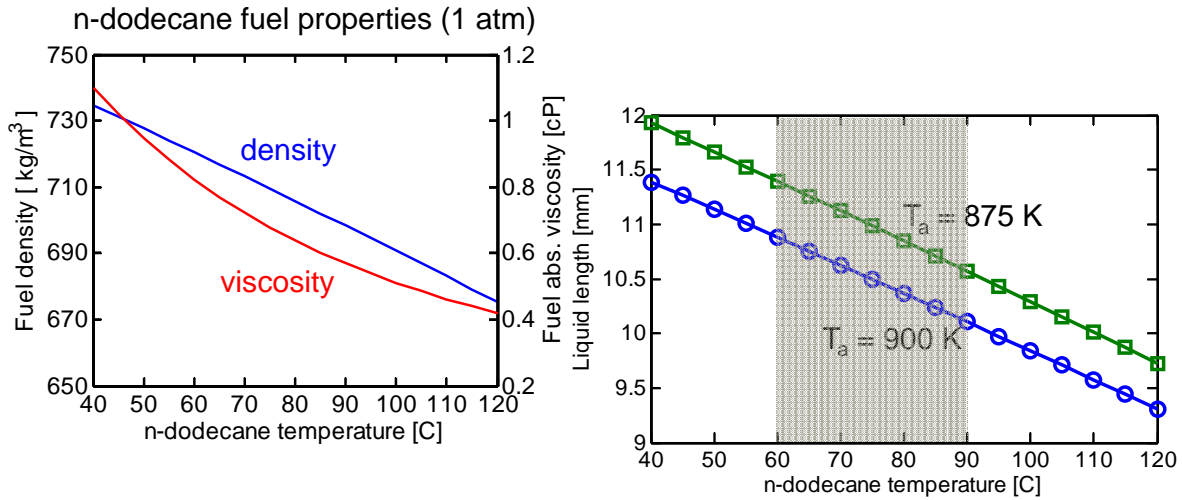 n-dodecane fuel properties (1 atm)
750
730
710
690
670
650
Fuel density [ kg/m³]
density
viscosity
1.2
1
0.8
0.6
0.4
0.2
Fuel abs. viscosity [cP]
40 50 60 70 80 90 100 110 120
n-dodecane temperature [C]
12
11.5
11
10.5
10
9.5
9
Liquid length [mm]
Tₐ = 875 K
Tₐ = 900 K
40 50 60 70 80 90 100 110 120
n-dodecane temperature [C]